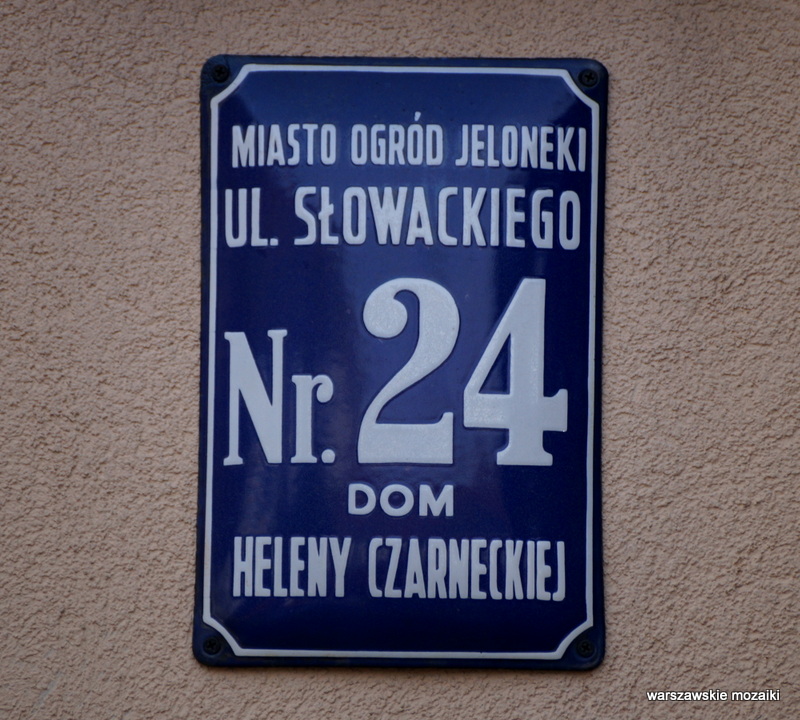 MIASTO OGRÓD JELONEKI
UL. SŁOWACKIEGO
Nr. 24
DOM
HELENY CZARNECKIEJ
warszawskie mozaiki